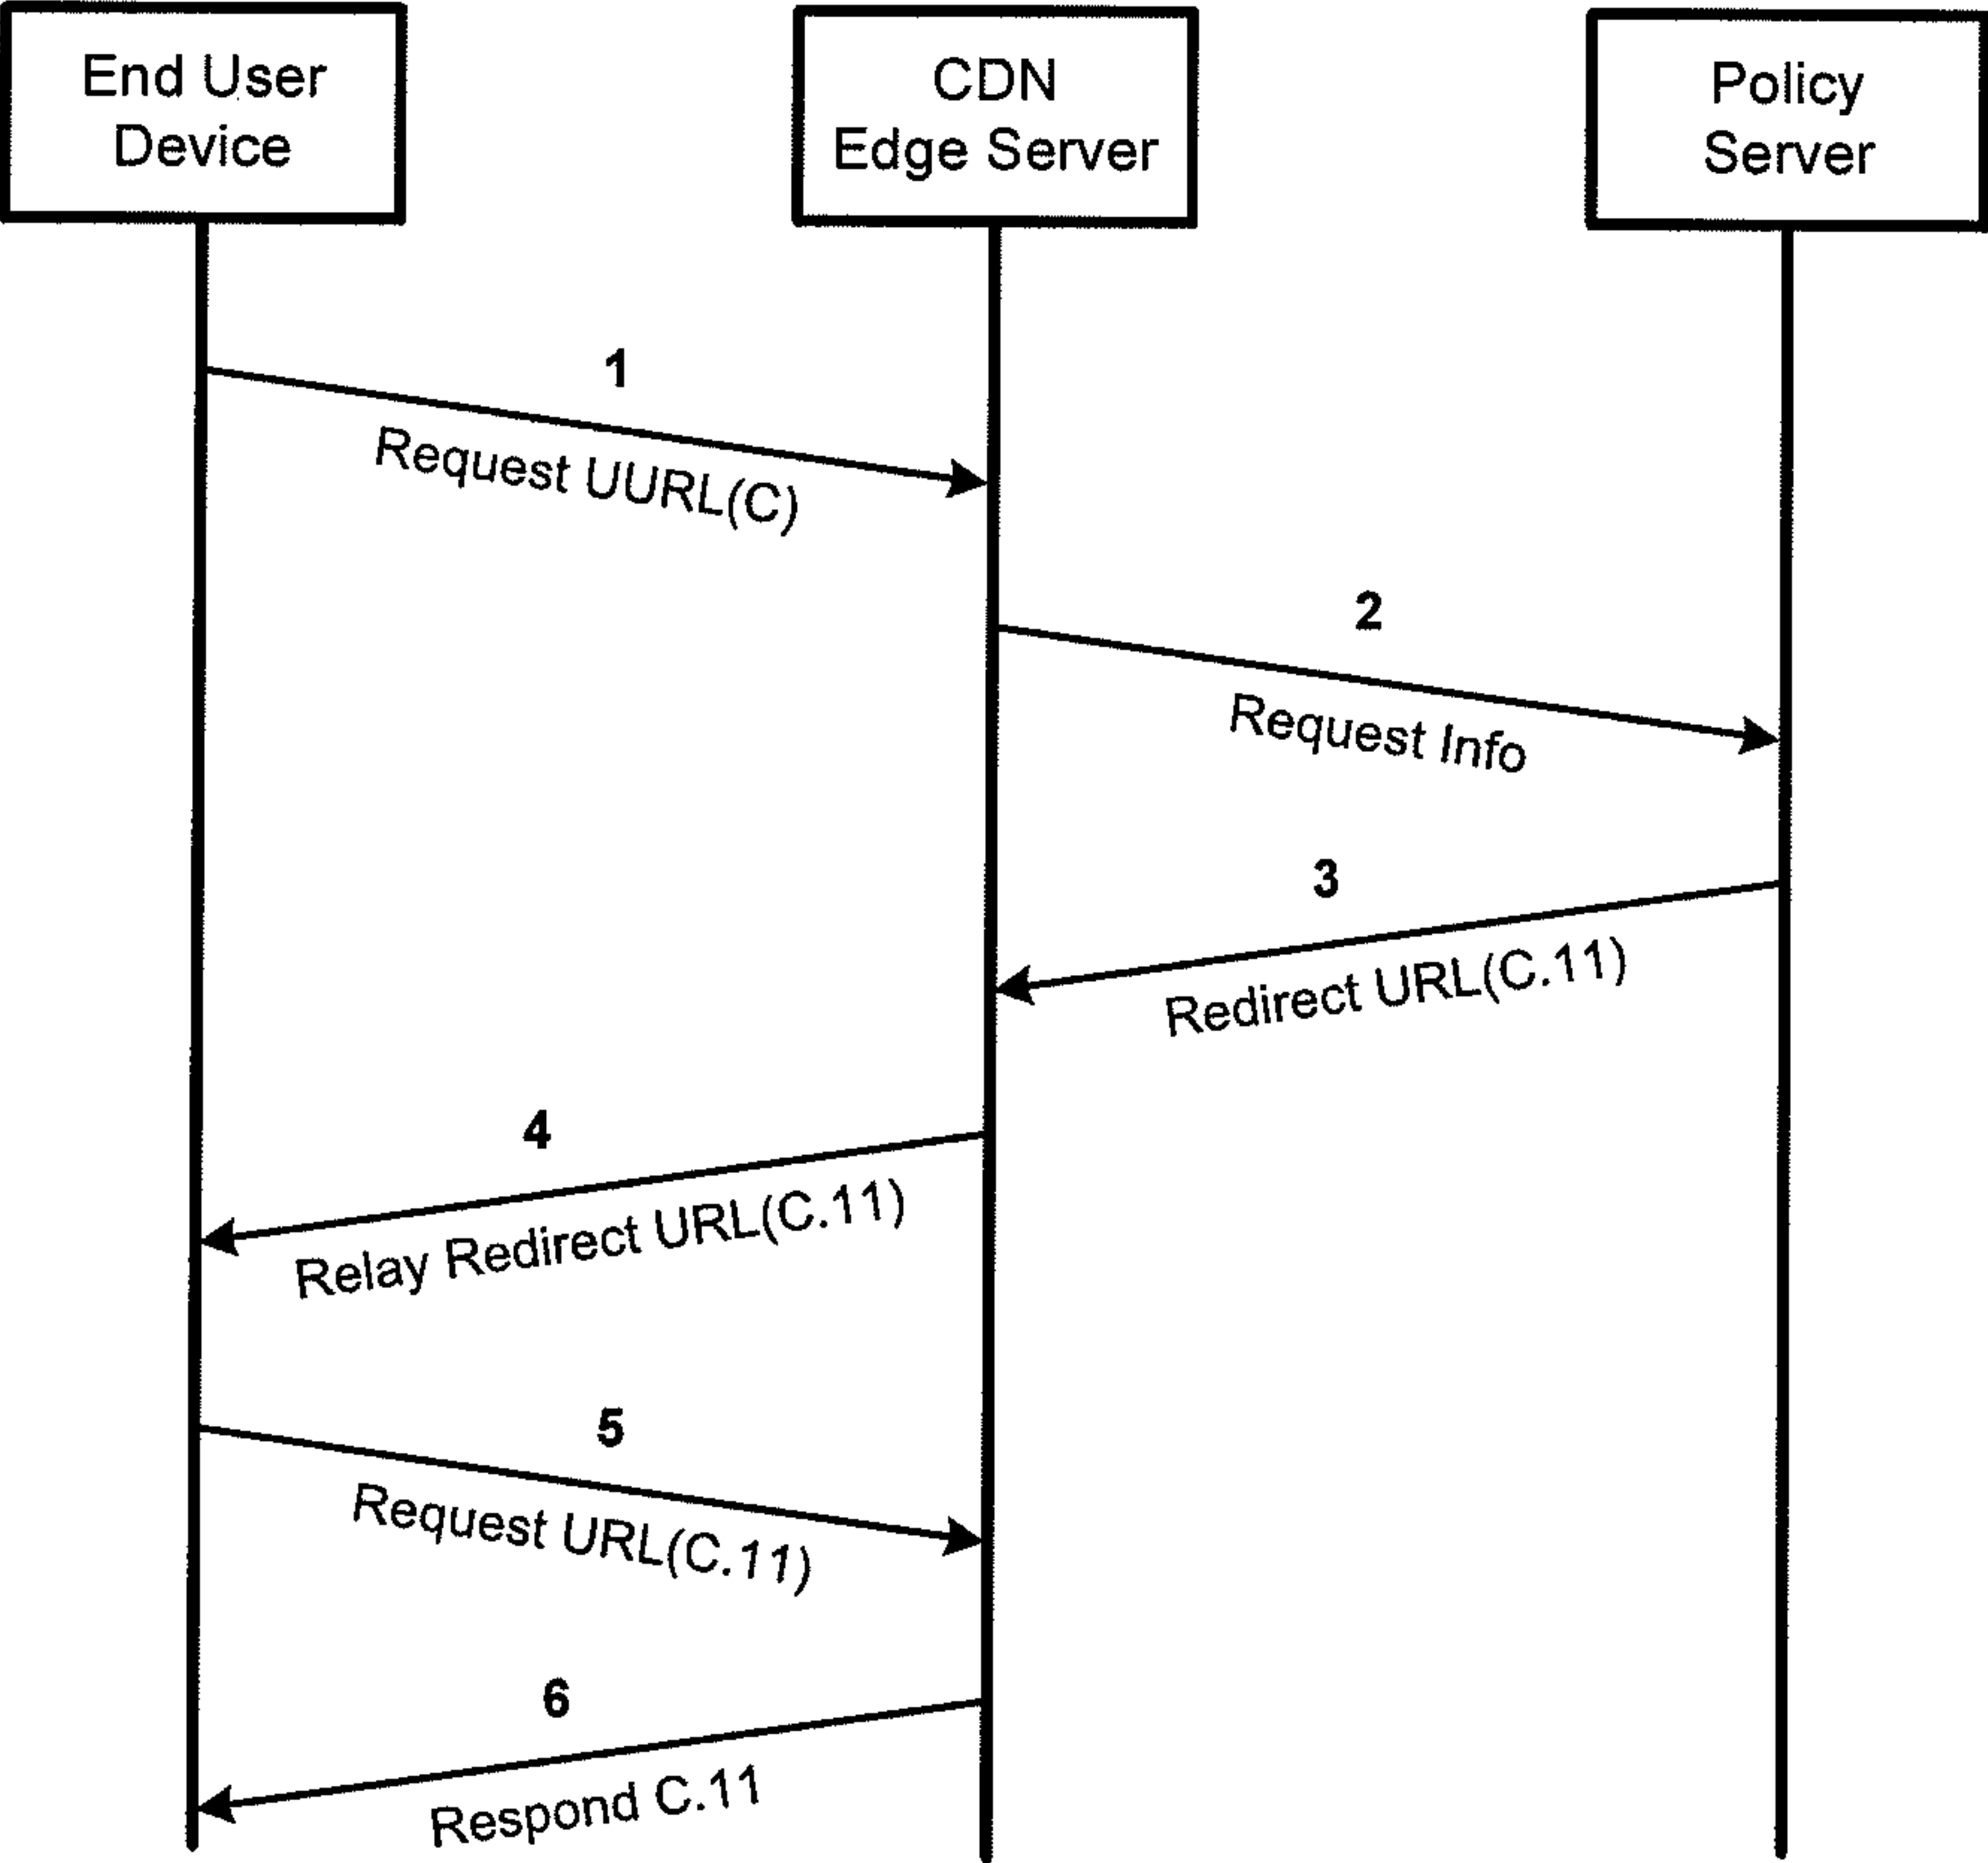 End User
Device
CDN
Edge Server
Policy
Server
1
Request UURL(C)
2
Request Info
3
Redirect URL(C.11)
4
Relay Redirect URL(C.11)
5
Request URL(C.11)
6
Respond C.11